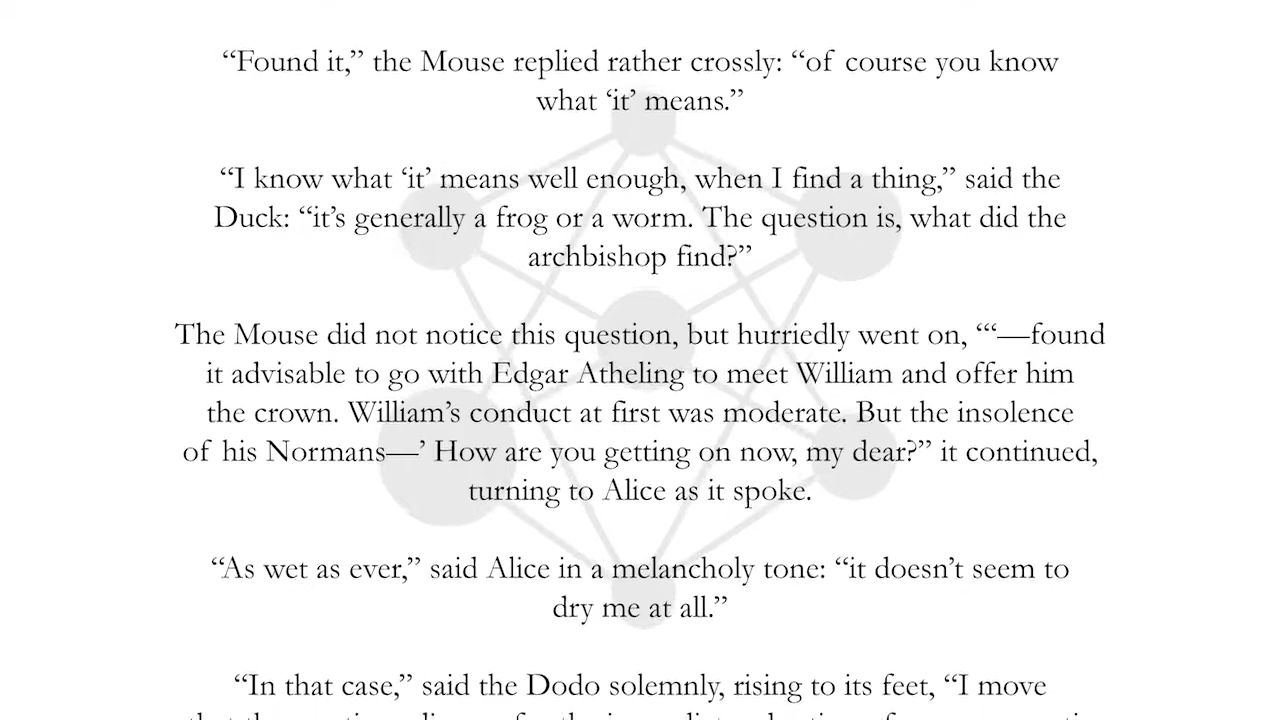 “Found it,” the Mouse replied rather crossly: “of course you know
what ‘it’ means.”
“I know what ‘it’ means well enough, when I find a thing,” said the
Duck: “it’s generally a frog or a worm. The question is, what did the
archbishop find?”
The Mouse did not notice this question, but hurriedly went on, “‘—found
it advisable to go with Edgar Atheling to meet William and offer him
the crown. William’s conduct at first was moderate. But the insolence
of his Normans—’ How are you getting on now, my dear?” it continued,
turning to Alice as it spoke.
“As wet as ever,” said Alice in a melancholy tone: “it doesn’t seem to
dry me at all.”
“In that case,” said the Dodo solemnly, rising to its feet, “I move